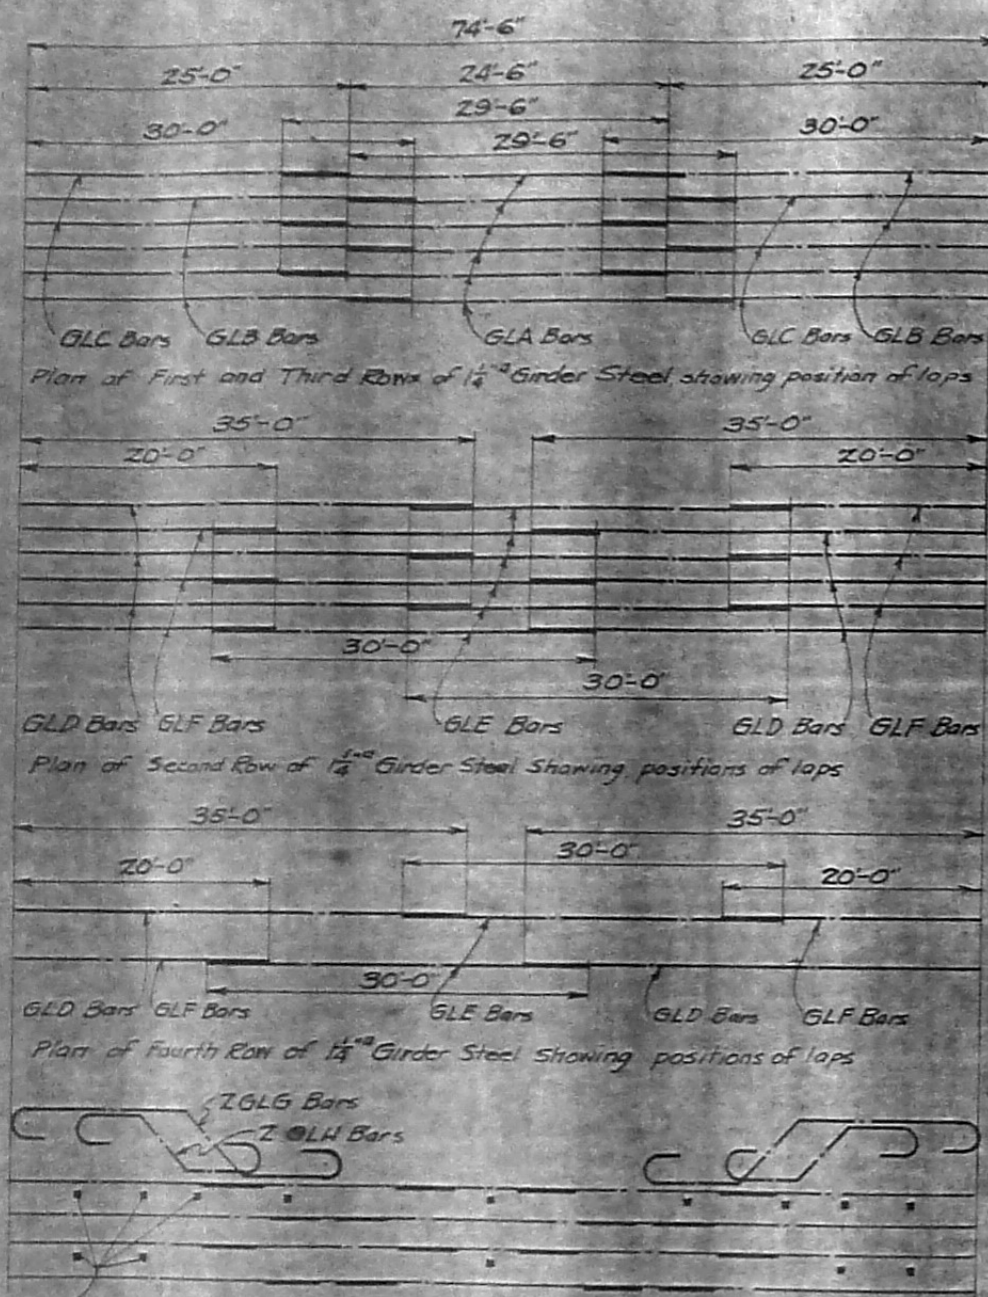 74'-6"
25'-0" 24'-6" 25'-0"
29'-6"
30'-0" 29'-6" 30'-0"
GLC Bars GLB Bars GLA Bars GLC Bars GLB Bars
Plan of First and Third Rows of 1¼"□ Girder Steel showing position of laps
35'-0" 35'-0"
20'-0" 20'-0"
30'-0"
30'-0"
GLD Bars GLF Bars GLE Bars GLD Bars GLF Bars
Plan of Second Row of 1¼"□ Girder Steel Showing positions of laps
35'-0" 35'-0"
30'-0"
20'-0" 20'-0"
30'-0"
GLD Bars GLF Bars GLE Bars GLD Bars GLF Bars
Plan of Fourth Row of 1¼"□ Girder Steel Showing positions of laps
2 GLG Bars
2 GLH Bars